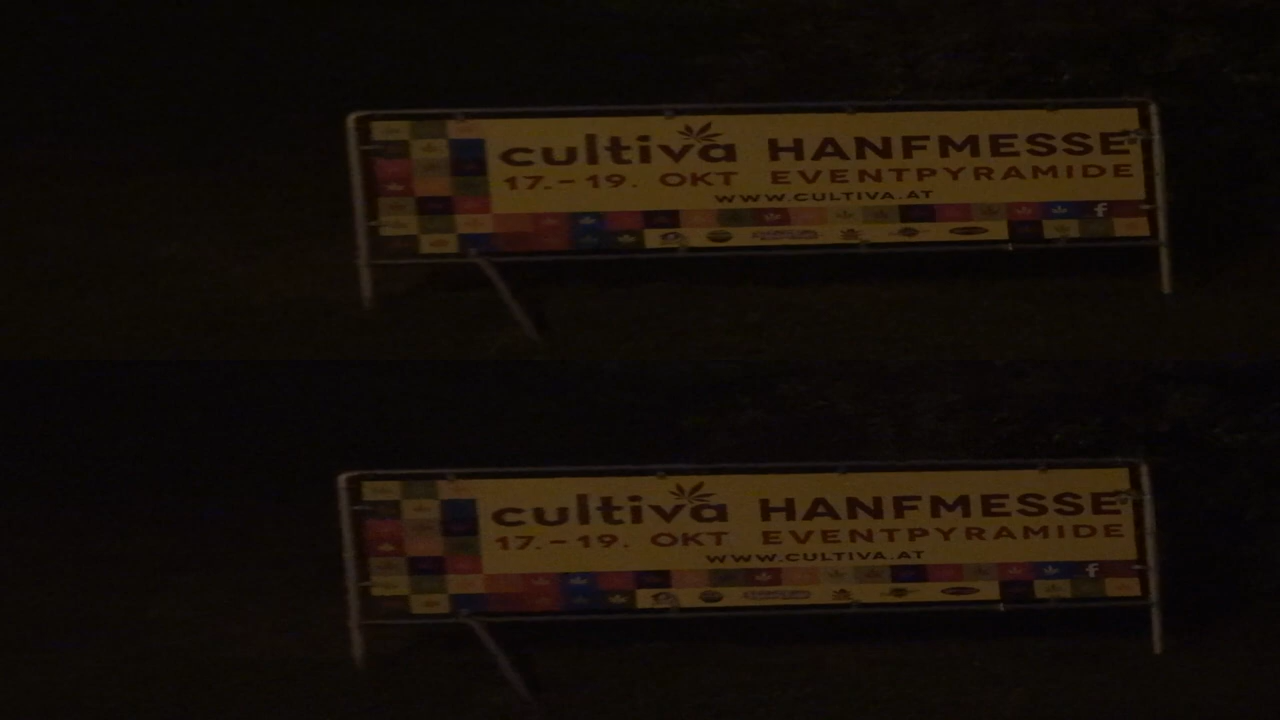 cultiva HANFMESSE
17.-19. OKT EVENTPYRAMIDE
WWW.CULTIVA.AT
f
cultiva HANFMESSE
17.-19. OKT EVENTPYRAMIDE
WWW.CULTIVA.AT
f